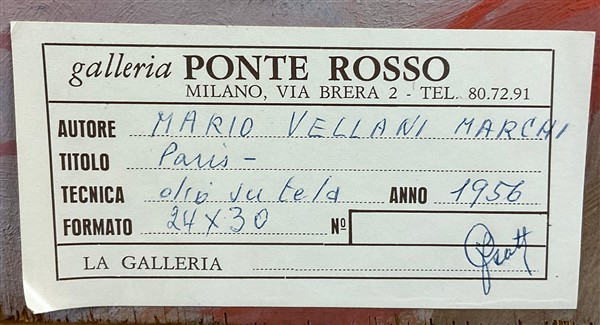 galleria PONTE ROSSO
MILANO, VIA BRERA 2 - TEL. 80.72.91
AUTORE MARIO VELLANI MARCHI
TITOLO Paris -
TECNICA olio su tela ANNO 1956
FORMATO 24 x 30 Nº
LA GALLERIA